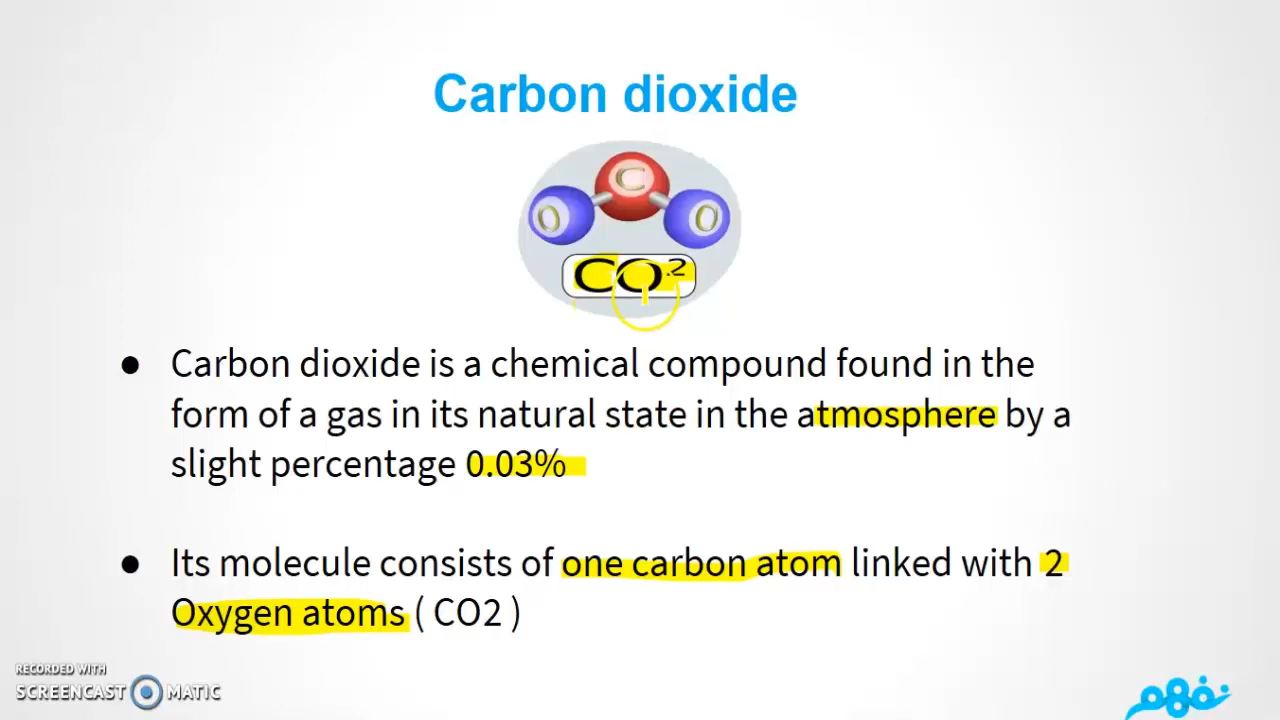 Carbon dioxide
C
O O
CO²
● Carbon dioxide is a chemical compound found in the
form of a gas in its natural state in the atmosphere by a
slight percentage 0.03%
● Its molecule consists of one carbon atom linked with 2
Oxygen atoms ( CO2 )
RECORDED WITH
SCREENCAST MATIC
نفهم